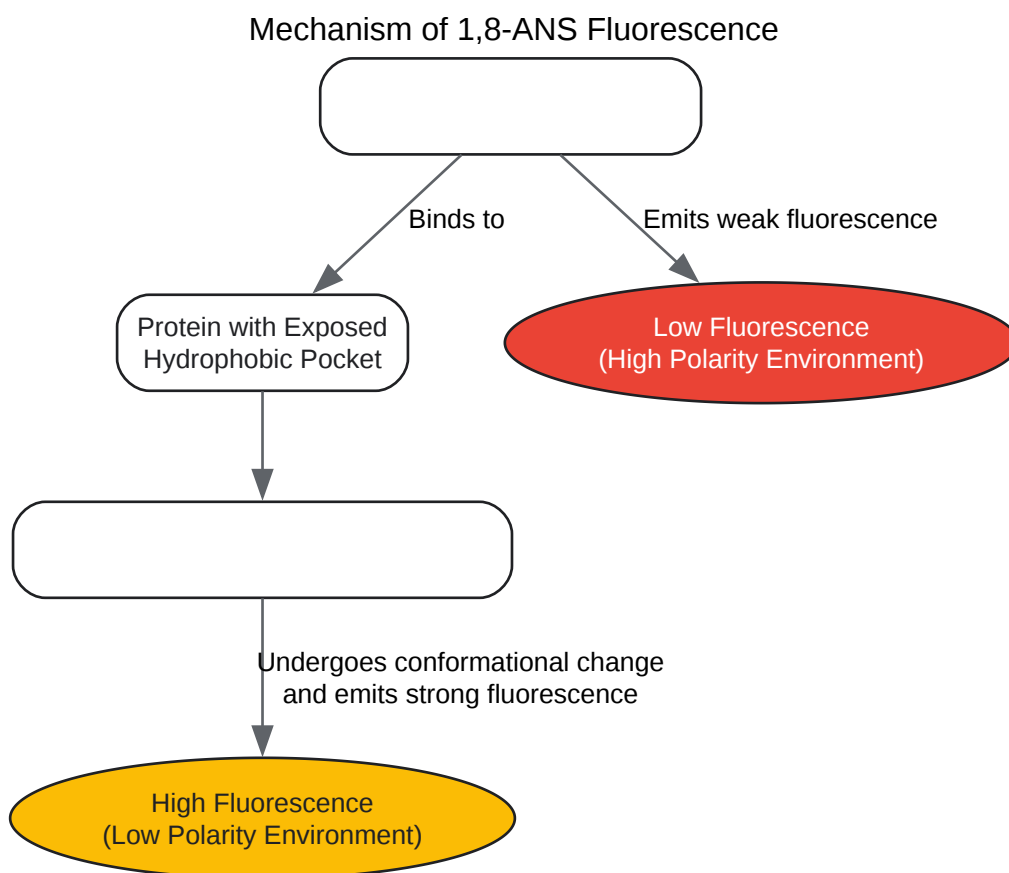 Mechanism of 1,8-ANS Fluorescence
Binds to
Emits weak fluorescence
Protein with Exposed
Hydrophobic Pocket
Low Fluorescence
(High Polarity Environment)
Undergoes conformational change
and emits strong fluorescence
High Fluorescence
(Low Polarity Environment)